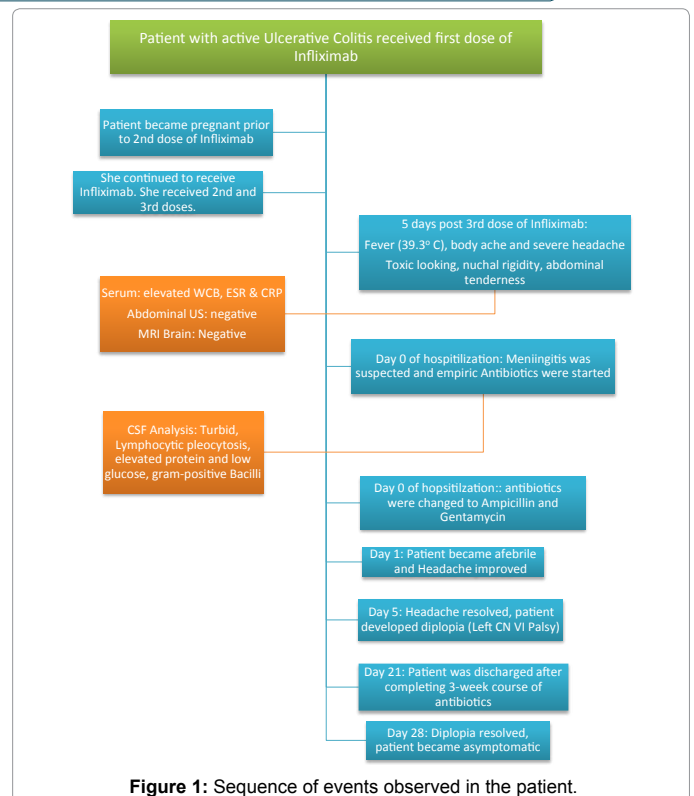 Patient with active Ulcerative Colitis received first dose of
Infliximab
Patient became pregnant prior
to 2nd dose of Infliximab
She continued to receive
Infliximab. She received 2nd and
3rd doses.
5 days post 3rd dose of Infliximab:
Fever (39.3° C), body ache and severe headache
Toxic looking, nuchal rigidity, abdominal
tenderness
Serum: elevated WCB, ESR & CRP
Abdominal US: negative
MRI Brain: Negative
Day 0 of hospitilization: Meniingitis was
suspected and empiric Antibiotics were started
CSF Analysis: Turbid,
Lymphocytic pleocytosis,
elevated protein and low
glucose, gram-positive Bacilli
Day 0 of hopsitilzation:: antibiotics
were changed to Ampicillin and
Gentamycin
Day 1: Patient became afebrile
and Headache improved
Day 5: Headache resolved, patient
developed diplopia (Left CN VI Palsy)
Day 21: Patient was discharged after
completing 3-week course of
antibiotics
Day 28: Diplopia resolved,
patient became asymptomatic
Figure 1: Sequence of events observed in the patient.